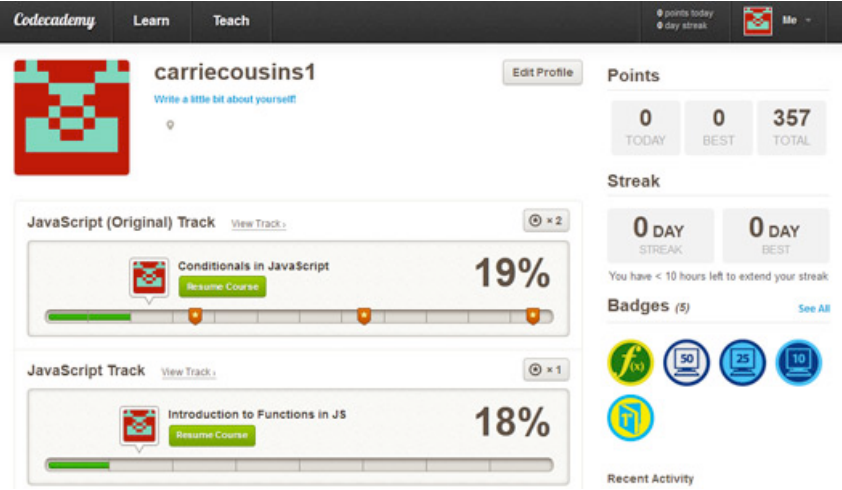 Codecademy Learn Teach
0 points today
0 day streak
Me
carriecousins1
Edit Profile
Write a little bit about yourself!
JavaScript (Original) Track View Track › × 2
Conditionals in JavaScript
Resume Course
19%
JavaScript Track View Track › × 1
Introduction to Functions in JS
Resume Course
18%
Points
0 0 357
TODAY BEST TOTAL
Streak
0 DAY 0 DAY
STREAK BEST
You have < 10 hours left to extend your streak
Badges (5) See All
f(x) 50 25 10
T
Recent Activity